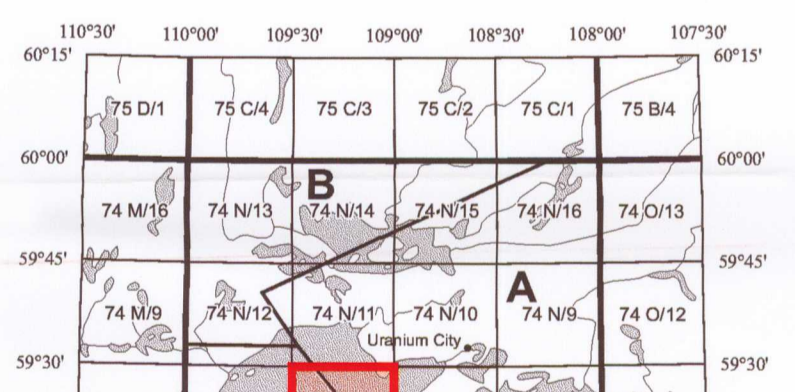 110°30' 110°00' 109°30' 109°00' 108°30' 108°00' 107°30'
60°15' 60°15'
75 D/1 75 C/4 75 C/3 75 C/2 75 C/1 75 B/4
60°00' 60°00'
B
74 M/16 74 N/13 74 N/14 74 N/15 74 N/16 74 O/13
59°45' 59°45'
A
74 M/9 74 N/12 74 N/11 74 N/10 74 N/9 74 O/12
Uranium City
59°30' 59°30'